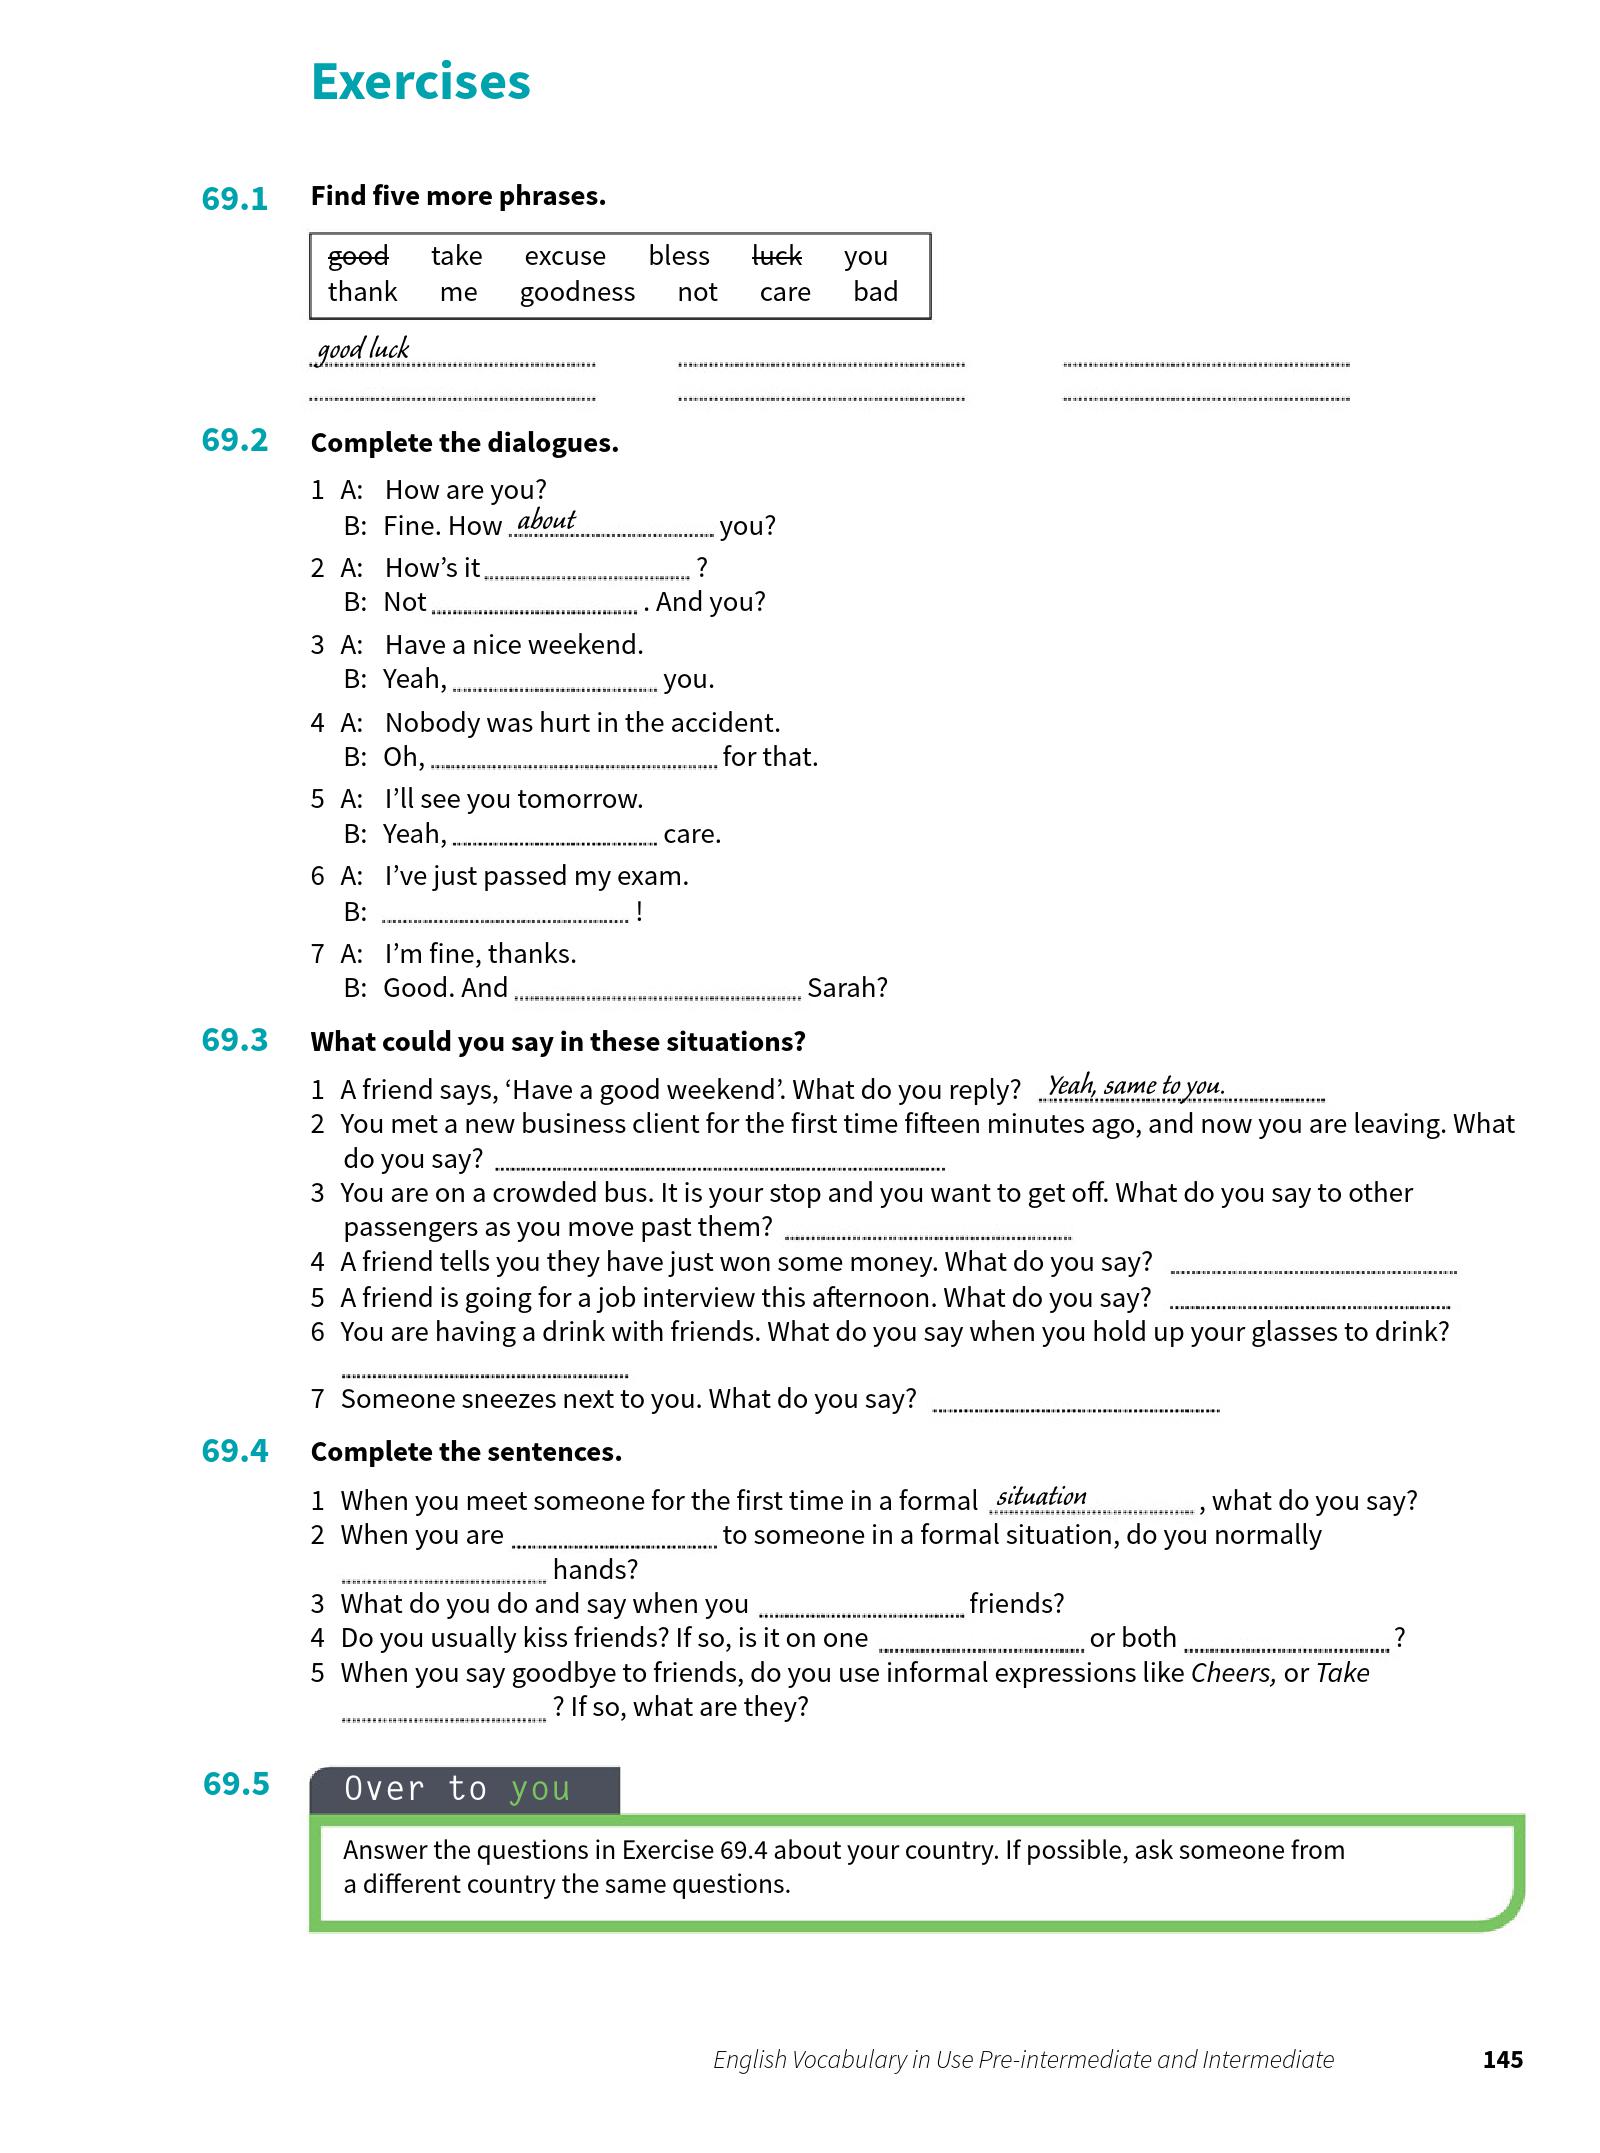 Exercises
69.1 Find five more phrases.
good take excuse bless luck you
thank me goodness not care bad
good luck
69.2 Complete the dialogues.
1 A: How are you?
B: Fine. How about you?
2 A: How's it ?
B: Not . And you?
3 A: Have a nice weekend.
B: Yeah, you.
4 A: Nobody was hurt in the accident.
B: Oh, for that.
5 A: I'll see you tomorrow.
B: Yeah, care.
6 A: I've just passed my exam.
B: !
7 A: I'm fine, thanks.
B: Good. And Sarah?
69.3 What could you say in these situations?
1 A friend says, ‘Have a good weekend’. What do you reply? Yeah, same to you.
2 You met a new business client for the first time fifteen minutes ago, and now you are leaving. What
do you say?
3 You are on a crowded bus. It is your stop and you want to get off. What do you say to other
passengers as you move past them?
4 A friend tells you they have just won some money. What do you say?
5 A friend is going for a job interview this afternoon. What do you say?
6 You are having a drink with friends. What do you say when you hold up your glasses to drink?
7 Someone sneezes next to you. What do you say?
69.4 Complete the sentences.
1 When you meet someone for the first time in a formal situation , what do you say?
2 When you are to someone in a formal situation, do you normally
hands?
3 What do you do and say when you friends?
4 Do you usually kiss friends? If so, is it on one or both ?
5 When you say goodbye to friends, do you use informal expressions like Cheers, or Take
? If so, what are they?
69.5 Over to you
Answer the questions in Exercise 69.4 about your country. If possible, ask someone from
a different country the same questions.
English Vocabulary in Use Pre-intermediate and Intermediate 145